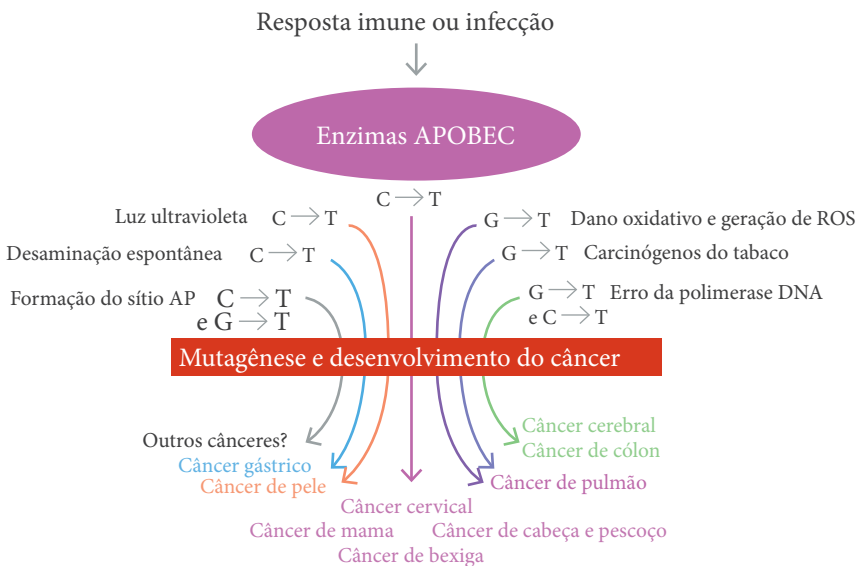 Resposta imune ou infecção
Enzimas APOBEC
C → T
Luz ultravioleta C → T
G → T Dano oxidativo e geração de ROS
Desaminação espontânea C → T
G → T Carcinógenos do tabaco
Formação do sítio AP C → T
e G → T
G → T Erro da polimerase DNA
e C → T
Mutagênese e desenvolvimento do câncer
Outros cânceres?
Câncer gástrico
Câncer de pele
Câncer cerebral
Câncer de cólon
Câncer de pulmão
Câncer cervical
Câncer de mama Câncer de cabeça e pescoço
Câncer de bexiga